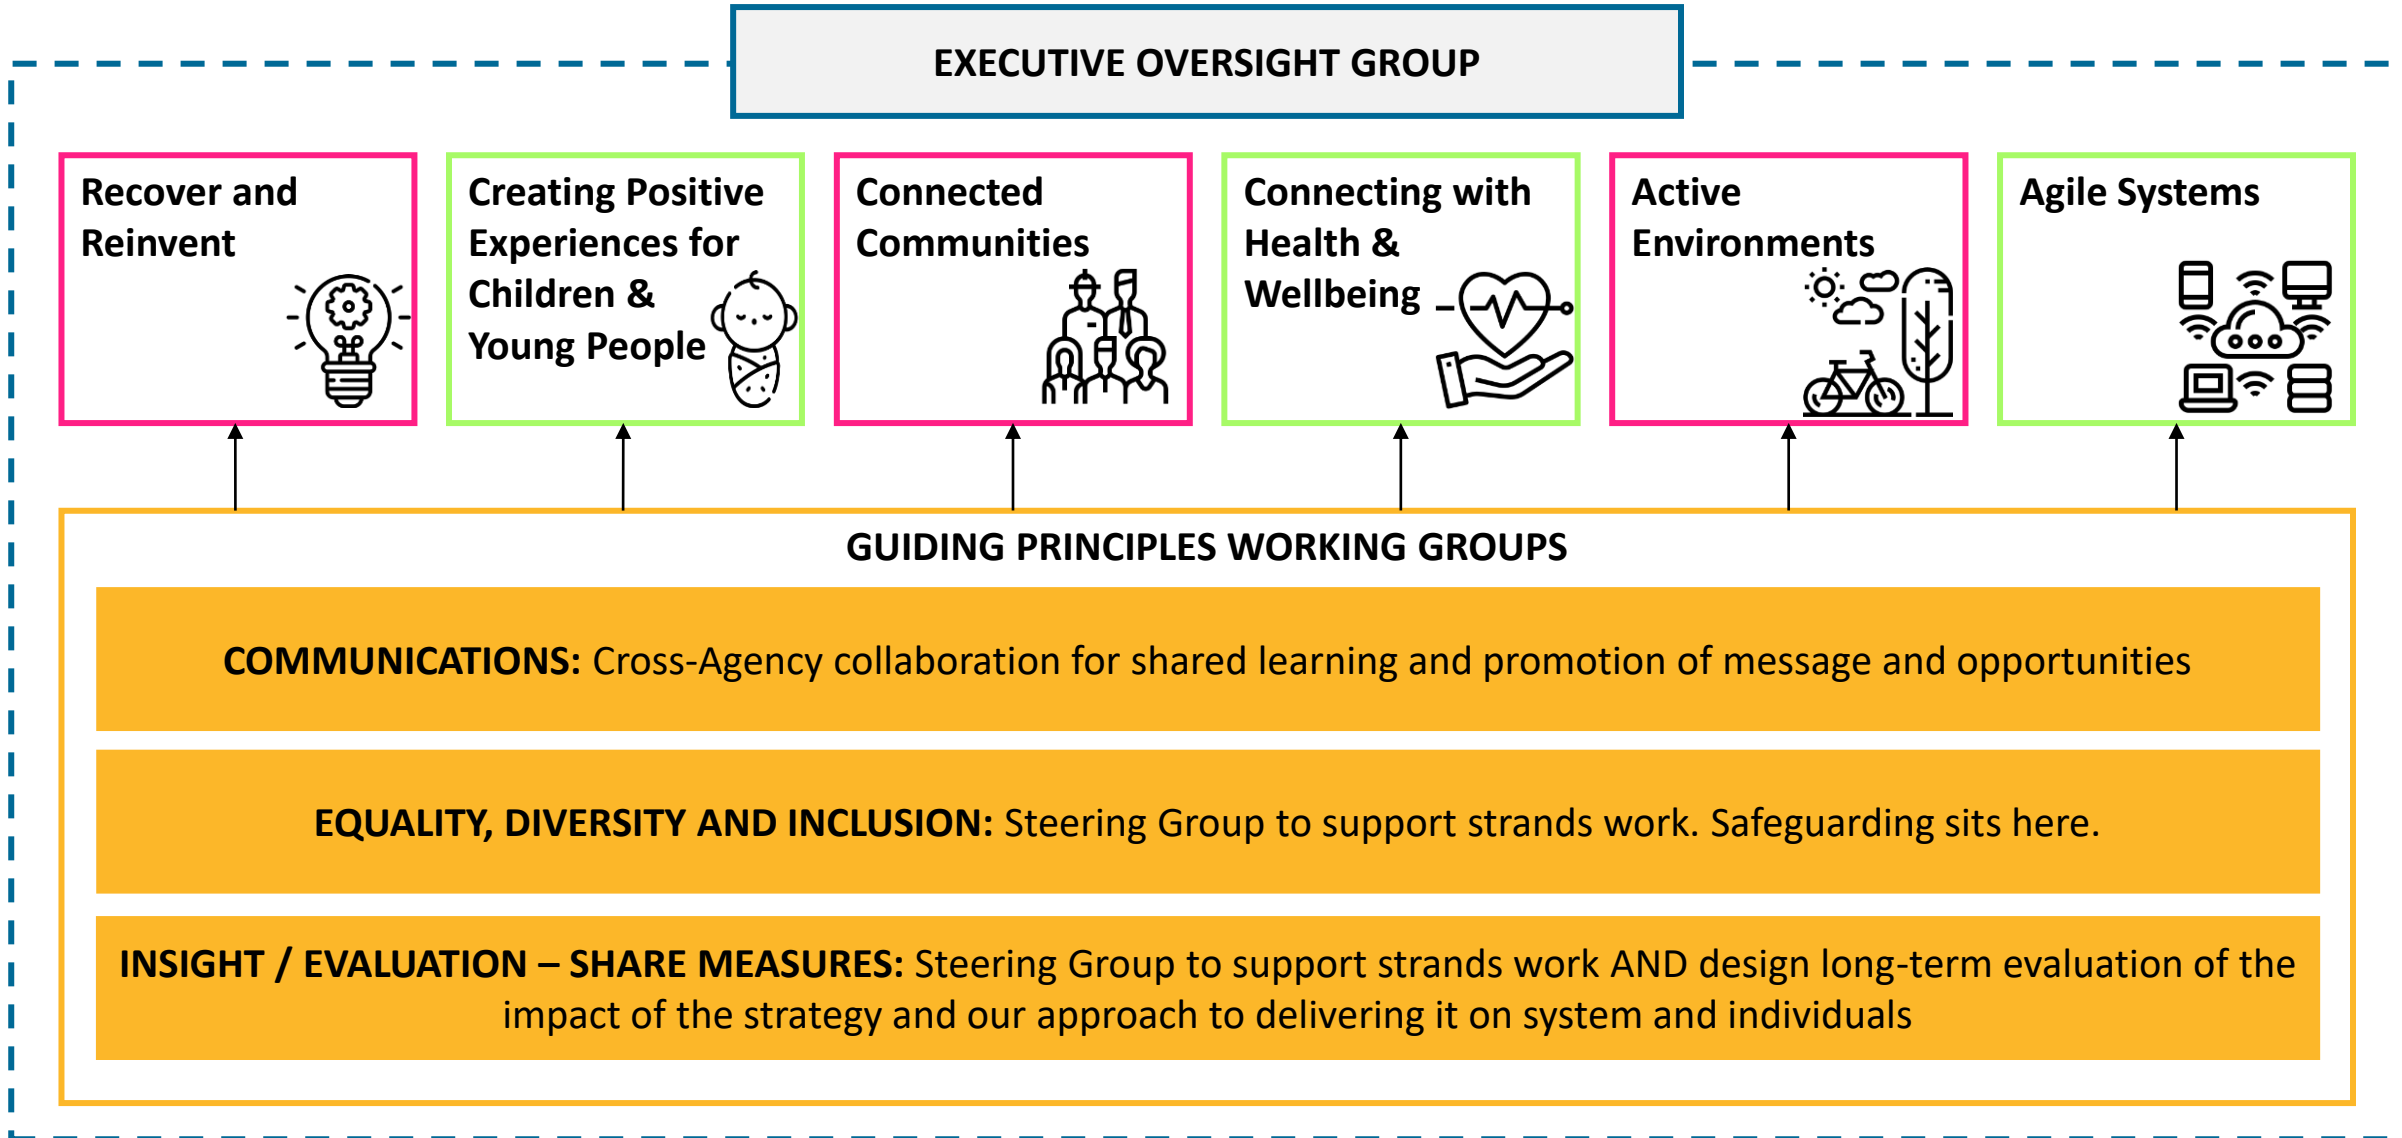 EXECUTIVE OVERSIGHT GROUP
Recover and
Reinvent
Creating Positive
Experiences for
Children &
Young People
Connected
Communities
Connecting with
Health &
Wellbeing
Active
Environments
Agile Systems
GUIDING PRINCIPLES WORKING GROUPS
COMMUNICATIONS: Cross-Agency collaboration for shared learning and promotion of message and opportunities
EQUALITY, DIVERSITY AND INCLUSION: Steering Group to support strands work. Safeguarding sits here.
INSIGHT / EVALUATION – SHARE MEASURES: Steering Group to support strands work AND design long-term evaluation of the
impact of the strategy and our approach to delivering it on system and individuals